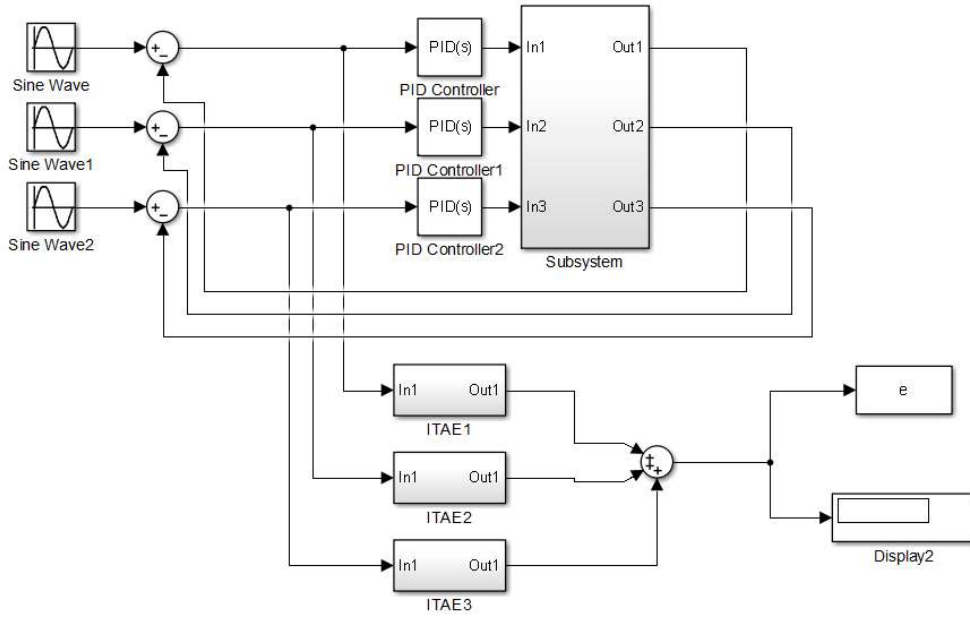 Sine Wave
PID(s)
PID Controller
In1
Out1
Sine Wave1
PID(s)
PID Controller1
In2
Out2
Sine Wave2
PID(s)
PID Controller2
In3
Out3
Subsystem
In1
Out1
ITAE1
In1
Out1
ITAE2
In1
Out1
ITAE3
e
Display2